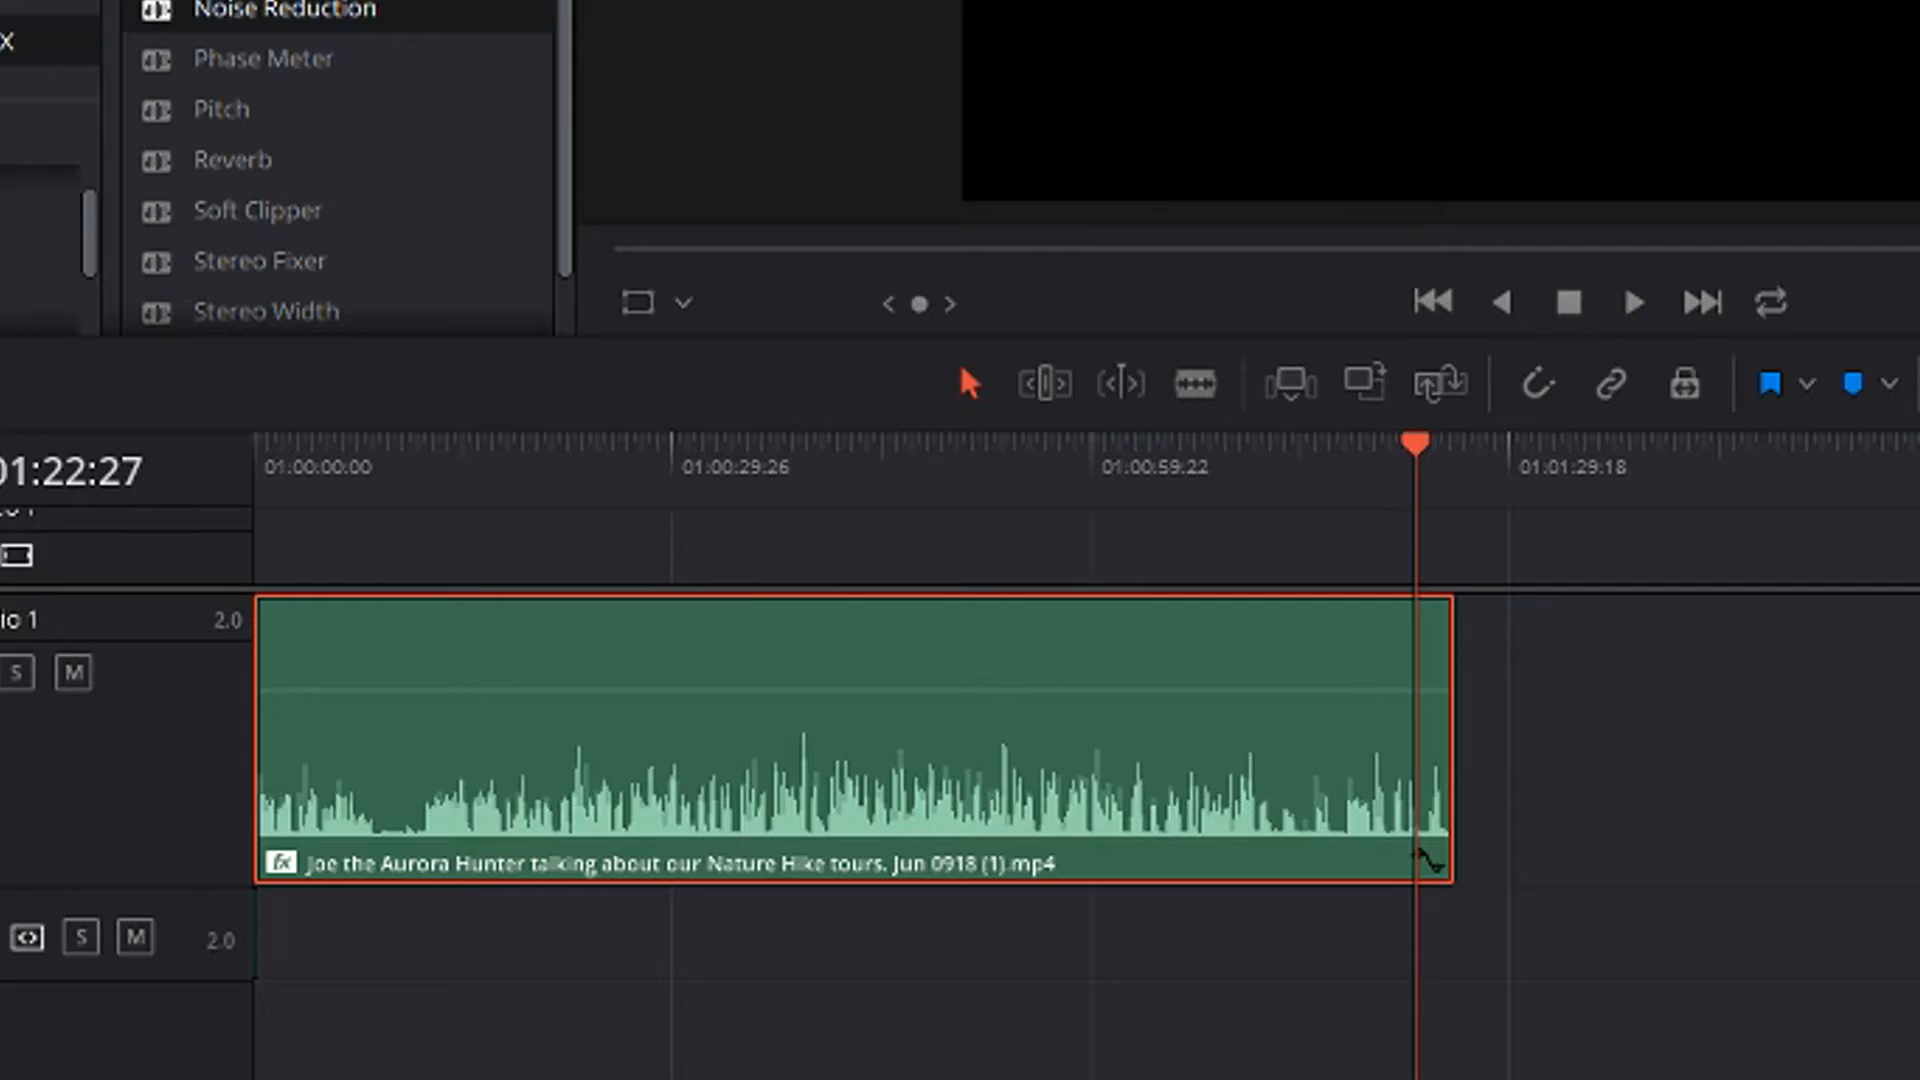 Noise Reduction
X
Phase Meter
Pitch
Reverb
Soft Clipper
Stereo Fixer
Stereo Width
01:22:27
01:00:00:00
01:00:29:26
01:00:59:22
01:01:29:18
io 1
2.0
S M
fx Joe the Aurora Hunter talking about our Nature Hike tours. Jun 0918 (1).mp4
S M 2.0